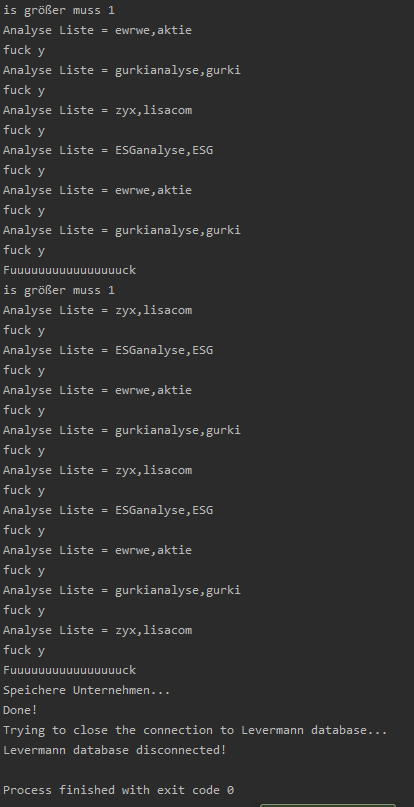 is größer muss 1
Analyse Liste = ewrwe,aktie
fuck y
Analyse Liste = gurkianalyse,gurki
fuck y
Analyse Liste = zyx,lisacom
fuck y
Analyse Liste = ESGanalyse,ESG
fuck y
Analyse Liste = ewrwe,aktie
fuck y
Analyse Liste = gurkianalyse,gurki
fuck y
Fuuuuuuuuuuuuuuuuck
is größer muss 1
Analyse Liste = zyx,lisacom
fuck y
Analyse Liste = ESGanalyse,ESG
fuck y
Analyse Liste = ewrwe,aktie
fuck y
Analyse Liste = gurkianalyse,gurki
fuck y
Analyse Liste = zyx,lisacom
fuck y
Analyse Liste = ESGanalyse,ESG
fuck y
Analyse Liste = ewrwe,aktie
fuck y
Analyse Liste = gurkianalyse,gurki
fuck y
Analyse Liste = zyx,lisacom
fuck y
Fuuuuuuuuuuuuuuuuck
Speichere Unternehmen...
Done!
Trying to close the connection to Levermann database...
Levermann database disconnected!
Process finished with exit code 0